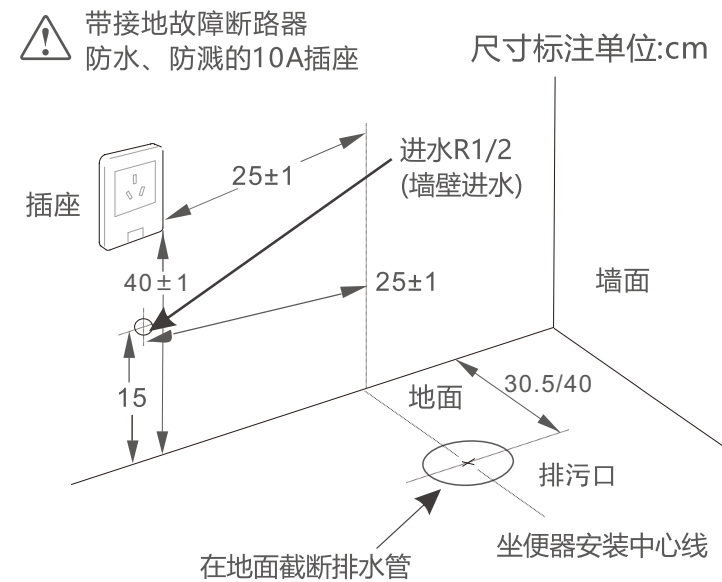 带接地故障断路器
防水、防溅的10A插座
尺寸标注单位:cm
进水R1/2
(墙壁进水)
25±1
插座
40±1
25±1
墙面
15
30.5/40
地面
排污口
坐便器安装中心线
在地面截断排水管